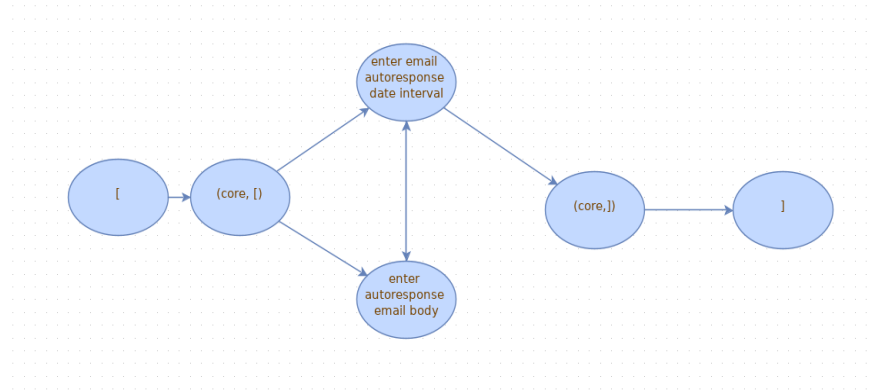 [
(core, [)
enter email
autoresponse
date interval
enter
autoresponse
email body
(core,])
]